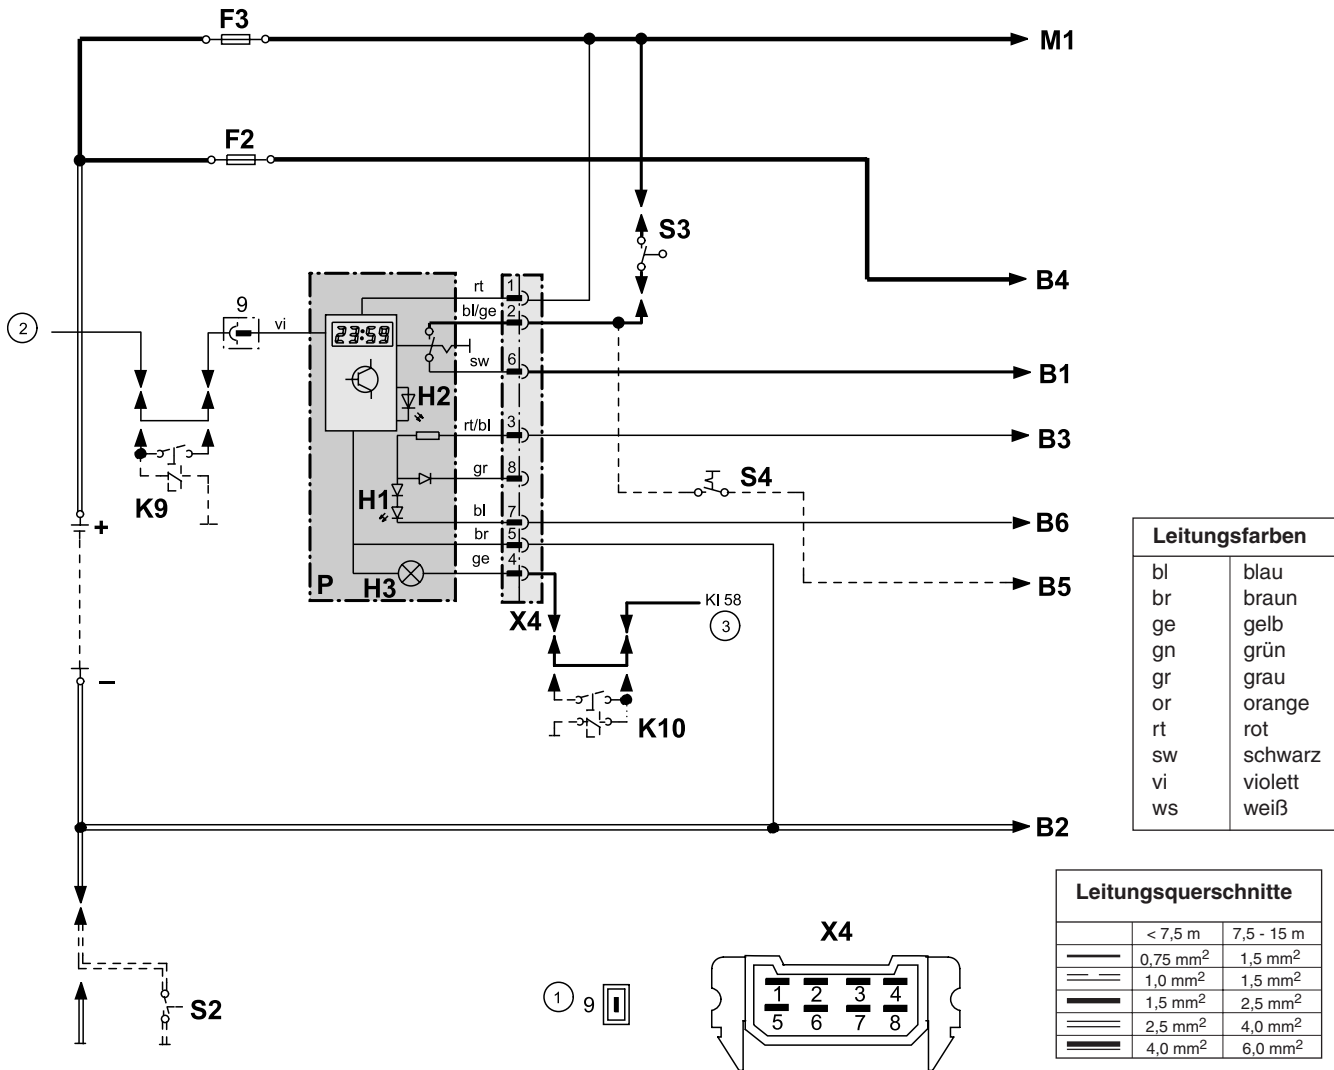 F3
M1
F2
S3
B4
1
rt
bl/ge
2
9
2
vi
23:59
sw
6
B1
H2
rt/bl
3
B3
gr
8
S4
K9
H1
bl
7
B6
br
5
+
ge
4
P
H3
B5
X4
KI 58
3
–
K10
B2
Leitungsfarben
bl blau
br braun
ge gelb
gn grün
gr grau
or orange
rt rot
sw schwarz
vi violett
ws weiß
Leitungsquerschnitte
< 7,5 m 7,5 - 15 m
0,75 mm² 1,5 mm²
1,0 mm² 1,5 mm²
1,5 mm² 2,5 mm²
2,5 mm² 4,0 mm²
4,0 mm² 6,0 mm²
X4
1 2 3 4
5 6 7 8
1 9
S2